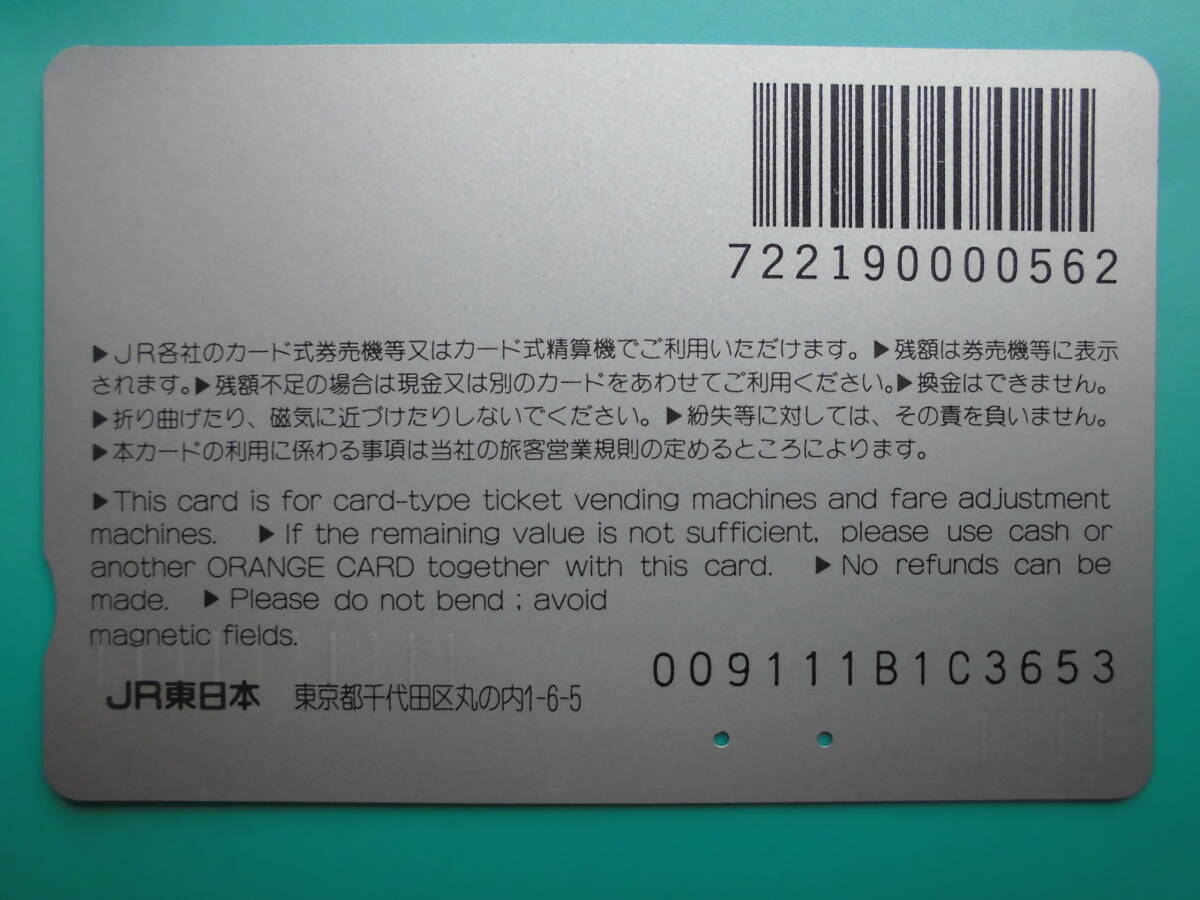 722190000562
▶JR各社のカード式券売機等又はカード式精算機でご利用いただけます。▶残額は券売機等に表示
されます。▶残額不足の場合は現金又は別のカードをあわせてご利用ください。▶換金はできません。
▶折り曲げたり、磁気に近づけたりしないでください。▶紛失等に対しては、その責を負いません。
▶本カードの利用に係わる事項は当社の旅客営業規則の定めるところによります。
▶This card is for card-type ticket vending machines and fare adjustment
machines. ▶If the remaining value is not sufficient, please use cash or
another ORANGE CARD together with this card. ▶No refunds can be
made. ▶Please do not bend ; avoid
magnetic fields.
009111B1C3653
JR東日本 東京都千代田区丸の内1-6-5